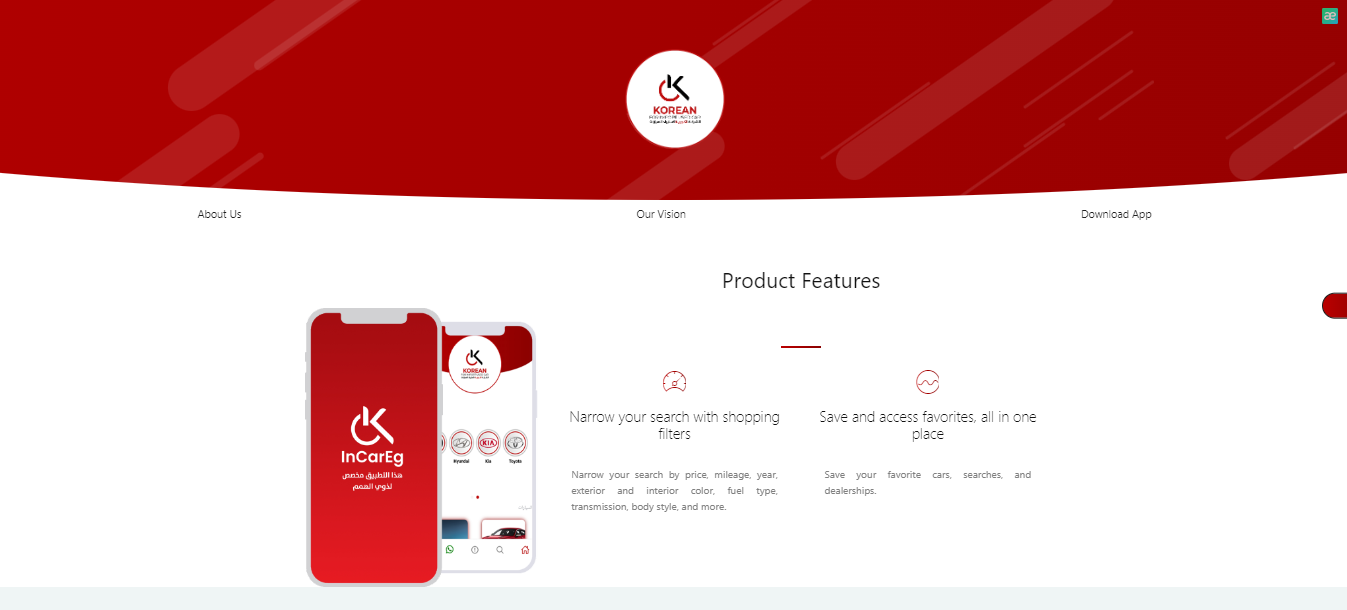 æ
KOREAN
About Us
Our Vision
Download App
Product Features
KOREAN
Narrow your search with shopping
filters
Save and access favorites, all in one
place
InCarEg
هذا التطبيق مخصص
لذوي الهمم
Hyundai
Kia
Toyota
Narrow your search by price, mileage, year,
exterior and interior color, fuel type,
transmission, body style, and more.
Save your favorite cars, searches, and
dealerships.